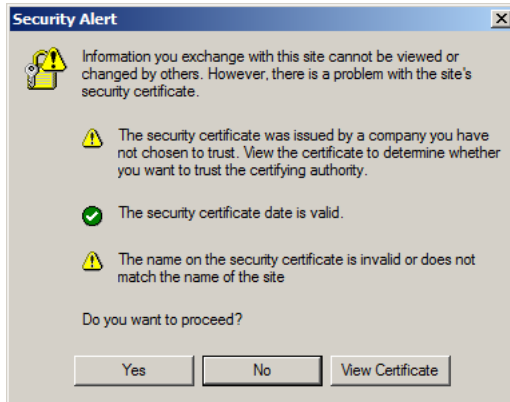 Security Alert
Information you exchange with this site cannot be viewed or
changed by others. However, there is a problem with the site's
security certificate.
The security certificate was issued by a company you have
not chosen to trust. View the certificate to determine whether
you want to trust the certifying authority.
The security certificate date is valid.
The name on the security certificate is invalid or does not
match the name of the site
Do you want to proceed?
Yes No View Certificate